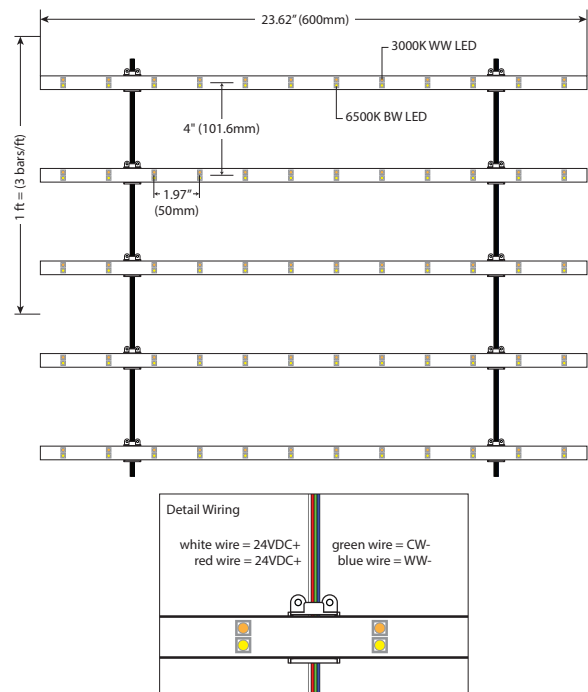 23.62" (600mm)
3000K WW LED
6500K BW LED
4" (101.6mm)
1 ft = (3 bars/ft)
1.97"
(50mm)
Detail Wiring
white wire = 24VDC+
red wire = 24VDC+
green wire = CW-
blue wire = WW-